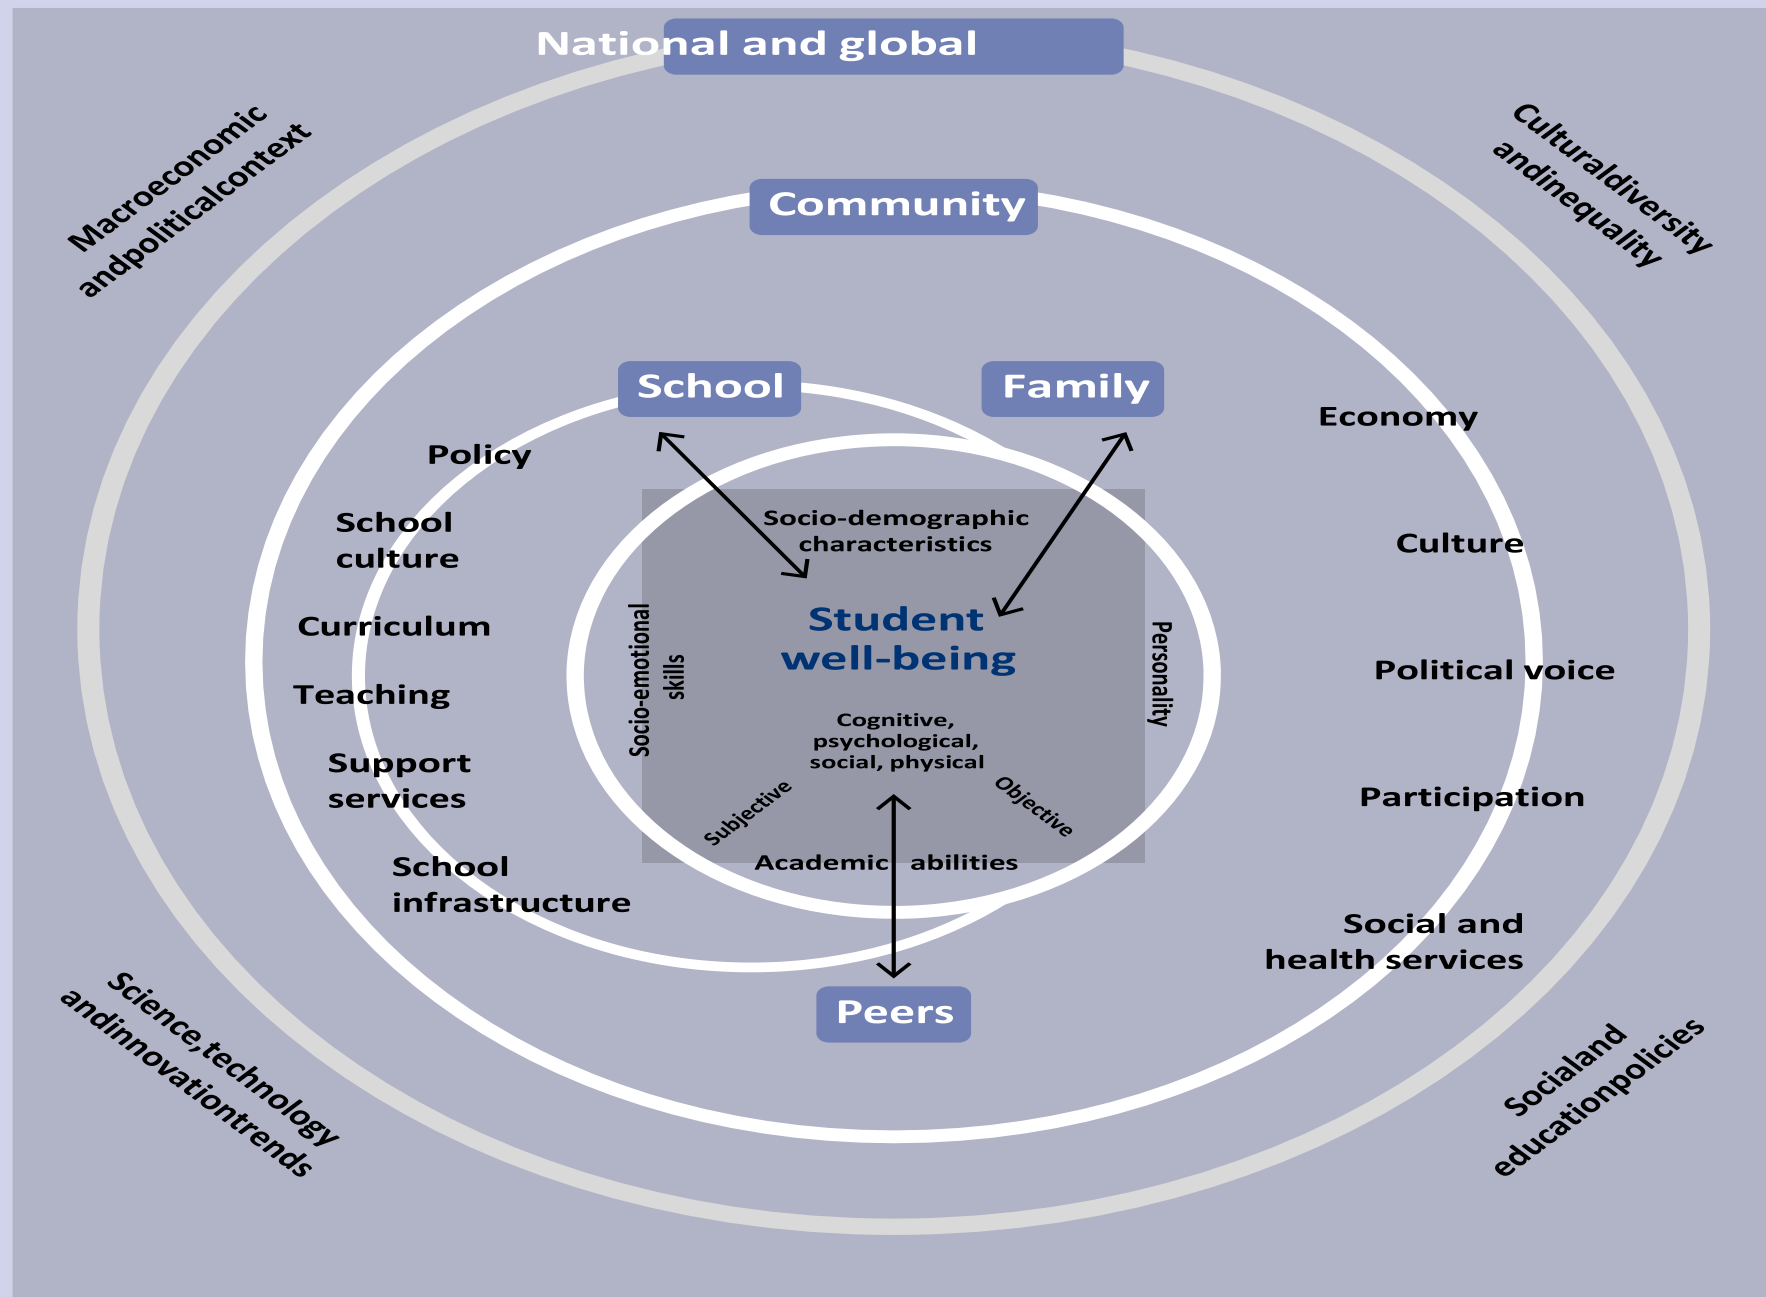 National and global
Macroeconomic
andpoliticalcontext
Culturaldiversity
andinequality
Community
School
Family
Policy
School
culture
Curriculum
Teaching
Support
services
School
infrastructure
Economy
Culture
Political voice
Participation
Social and
health services
Socio-demographic
characteristics
Socio-emotional
skills
Student
well-being
Personality
Cognitive,
psychological,
social, physical
Subjective
Objective
Academic abilities
Peers
Science,technology
andinnovationtrends
Socialand
educationpolicies